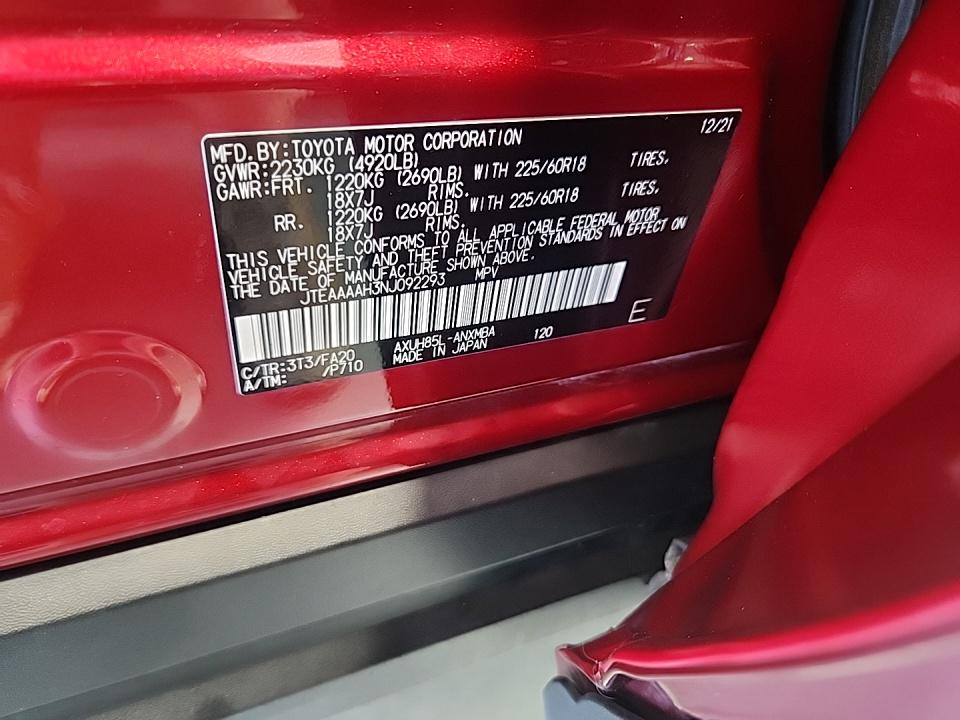 12/21
MFD.BY:TOYOTA MOTOR CORPORATION
GVWR:2230KG (4920LB)
GAWR:FRT. 1220KG (2690LB) WITH 225/60R18 TIRES,
18X7J RIMS.
RR. 1220KG (2690LB) WITH 225/60R18 TIRES,
18X7J RIMS.
THIS VEHICLE CONFORMS TO ALL APPLICABLE FEDERAL MOTOR
VEHICLE SAFETY AND THEFT PREVENTION STANDARDS IN EFFECT ON
THE DATE OF MANUFACTURE SHOWN ABOVE.
JTEAAAAH3NJ092293 MPV
E
C/TR:3T3/FA20 AXUH85L-ANXMBA 120
A/TM: /P710 MADE IN JAPAN